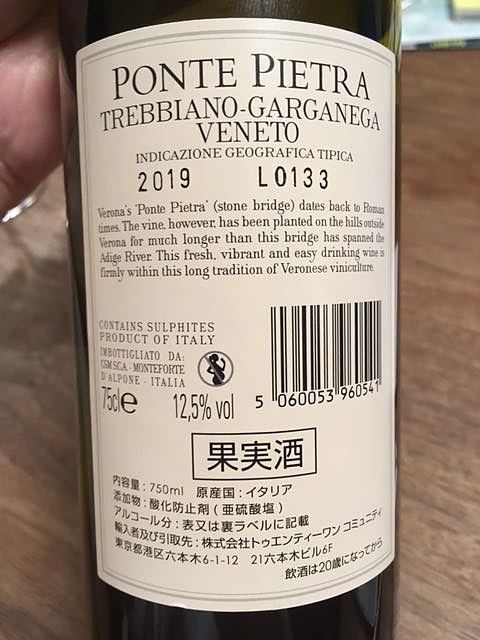 PONTE PIETRA
TREBBIANO-GARGANEGA
VENETO
INDICAZIONE GEOGRAFICA TIPICA
2019 L0133
Verona's 'Ponte Pietra' (stone bridge) dates back to Roman
times. The vine, however, has been planted on the hills outside
Verona for much longer than this bridge has spanned the
Adige River. This fresh, vibrant and easy drinking wine is
firmly within this long tradition of Veronese viniculture.
CONTAINS SULPHITES
PRODUCT OF ITALY
IMBOTTIGLIATO DA:
CSM S.C.A. - MONTEFORTE
D'ALPONE - ITALIA
75cl e 12,5% vol
5 060053 960541
果実酒
内容量 : 750ml 原産国 : イタリア
添加物 : 酸化防止剤 ( 亜硫酸塩 )
アルコール分 : 表又は裏ラベルに記載
輸入者及び引取先 : 株式会社トゥエンティーワン コミュニティ
東京都港区六本木6-1-12 21六本木ビル6F
飲酒は20歳になってから